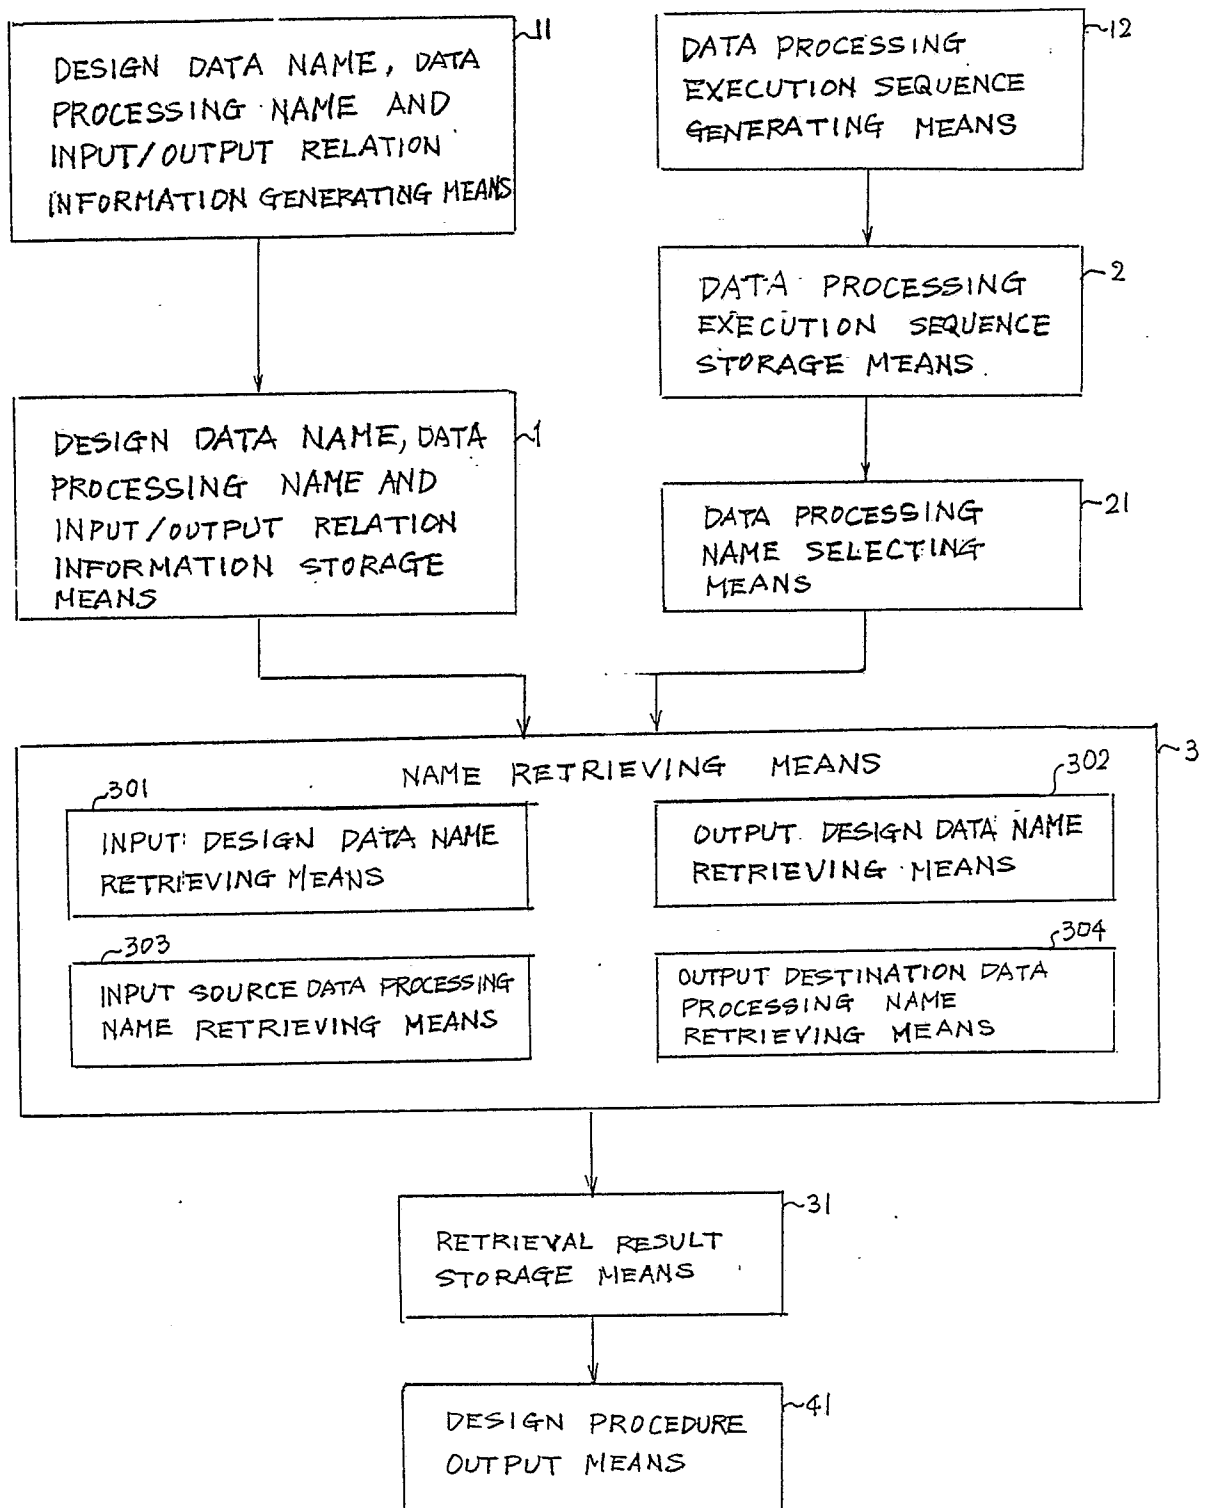 11
DESIGN DATA NAME, DATA
PROCESSING NAME AND
INPUT/OUTPUT RELATION
INFORMATION GENERATING MEANS
12
DATA PROCESSING
EXECUTION SEQUENCE
GENERATING MEANS
2
DATA PROCESSING
EXECUTION SEQUENCE
STORAGE MEANS.
1
DESIGN DATA NAME, DATA
PROCESSING NAME AND
INPUT/OUTPUT RELATION
INFORMATION STORAGE
MEANS
21
DATA PROCESSING
NAME SELECTING
MEANS
3
NAME RETRIEVING MEANS
301
INPUT DESIGN DATA NAME
RETRIEVING MEANS
302
OUTPUT DESIGN DATA NAME
RETRIEVING MEANS
303
INPUT SOURCE DATA PROCESSING
NAME RETRIEVING MEANS
304
OUTPUT DESTINATION DATA
PROCESSING NAME
RETRIEVING MEANS
31
RETRIEVAL RESULT
STORAGE MEANS
41
DESIGN PROCEDURE
OUTPUT MEANS